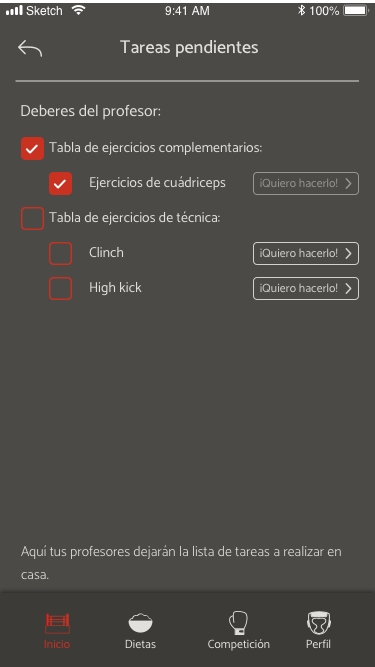 Sketch 9:41 AM 100%
Tareas pendientes
Deberes del profesor:
Tabla de ejercicios complementarios:
Ejercicios de cuádriceps ¡Quiero hacerlo!
Tabla de ejercicios de técnica:
Clinch ¡Quiero hacerlo!
High kick ¡Quiero hacerlo!
Aquí tus profesores dejarán la lista de tareas a realizar en
casa.
Inicio Dietas Competición Perfil